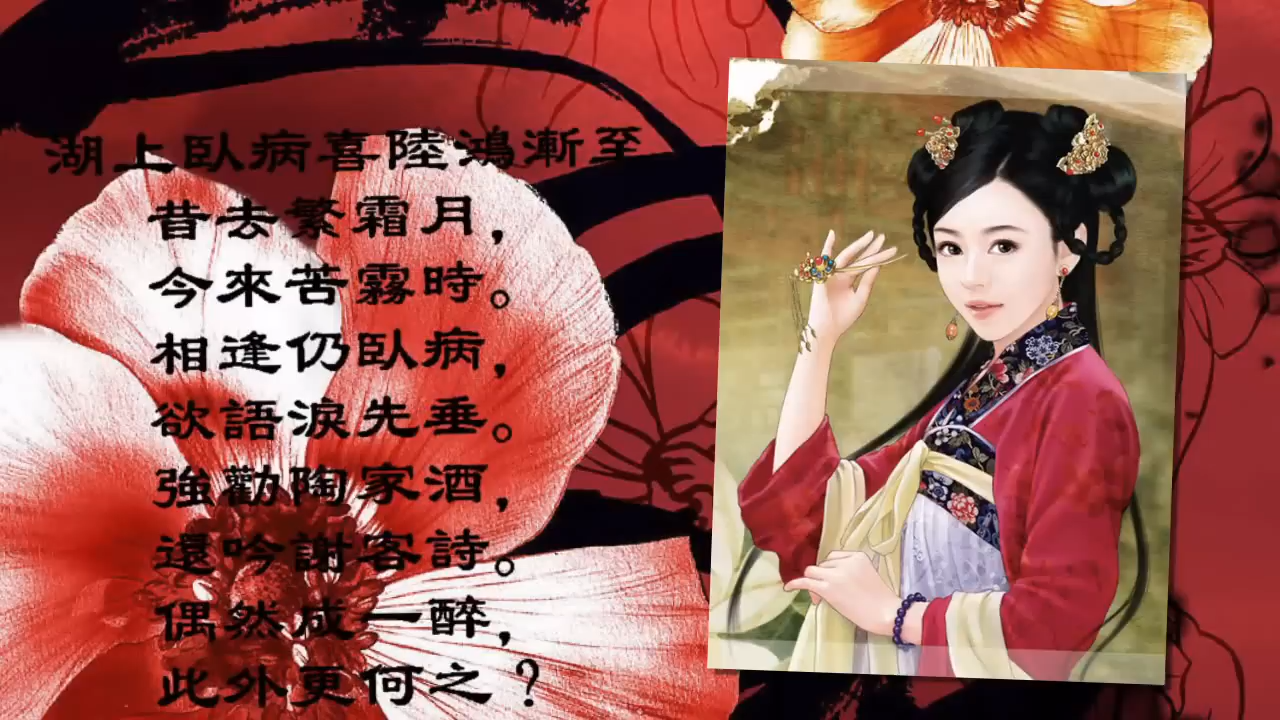 湖上臥病喜陸鴻漸至
昔去繁霜月，
今來苦霧時。
相逢仍臥病，
欲語淚先垂。
強勸陶家酒，
還吟謝客詩。
偶然成一醉，
此外更何之？